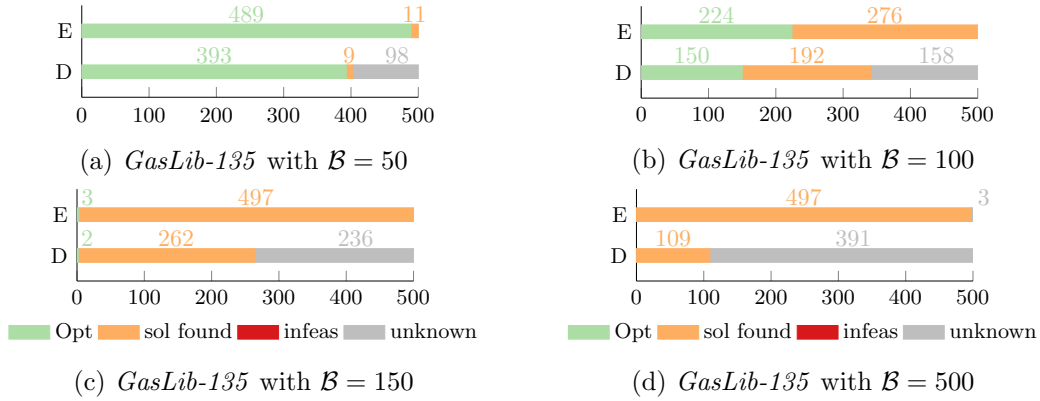 489 11
E
393 9 98
D
0 100 200 300 400 500
(a) GasLib-135 with ℬ = 50
224 276
E
150 192 158
D
0 100 200 300 400 500
(b) GasLib-135 with ℬ = 100
3 497
E
2 262 236
D
0 100 200 300 400 500
Opt sol found infeas unknown
(c) GasLib-135 with ℬ = 150
497 3
E
109 391
D
0 100 200 300 400 500
Opt sol found infeas unknown
(d) GasLib-135 with ℬ = 500